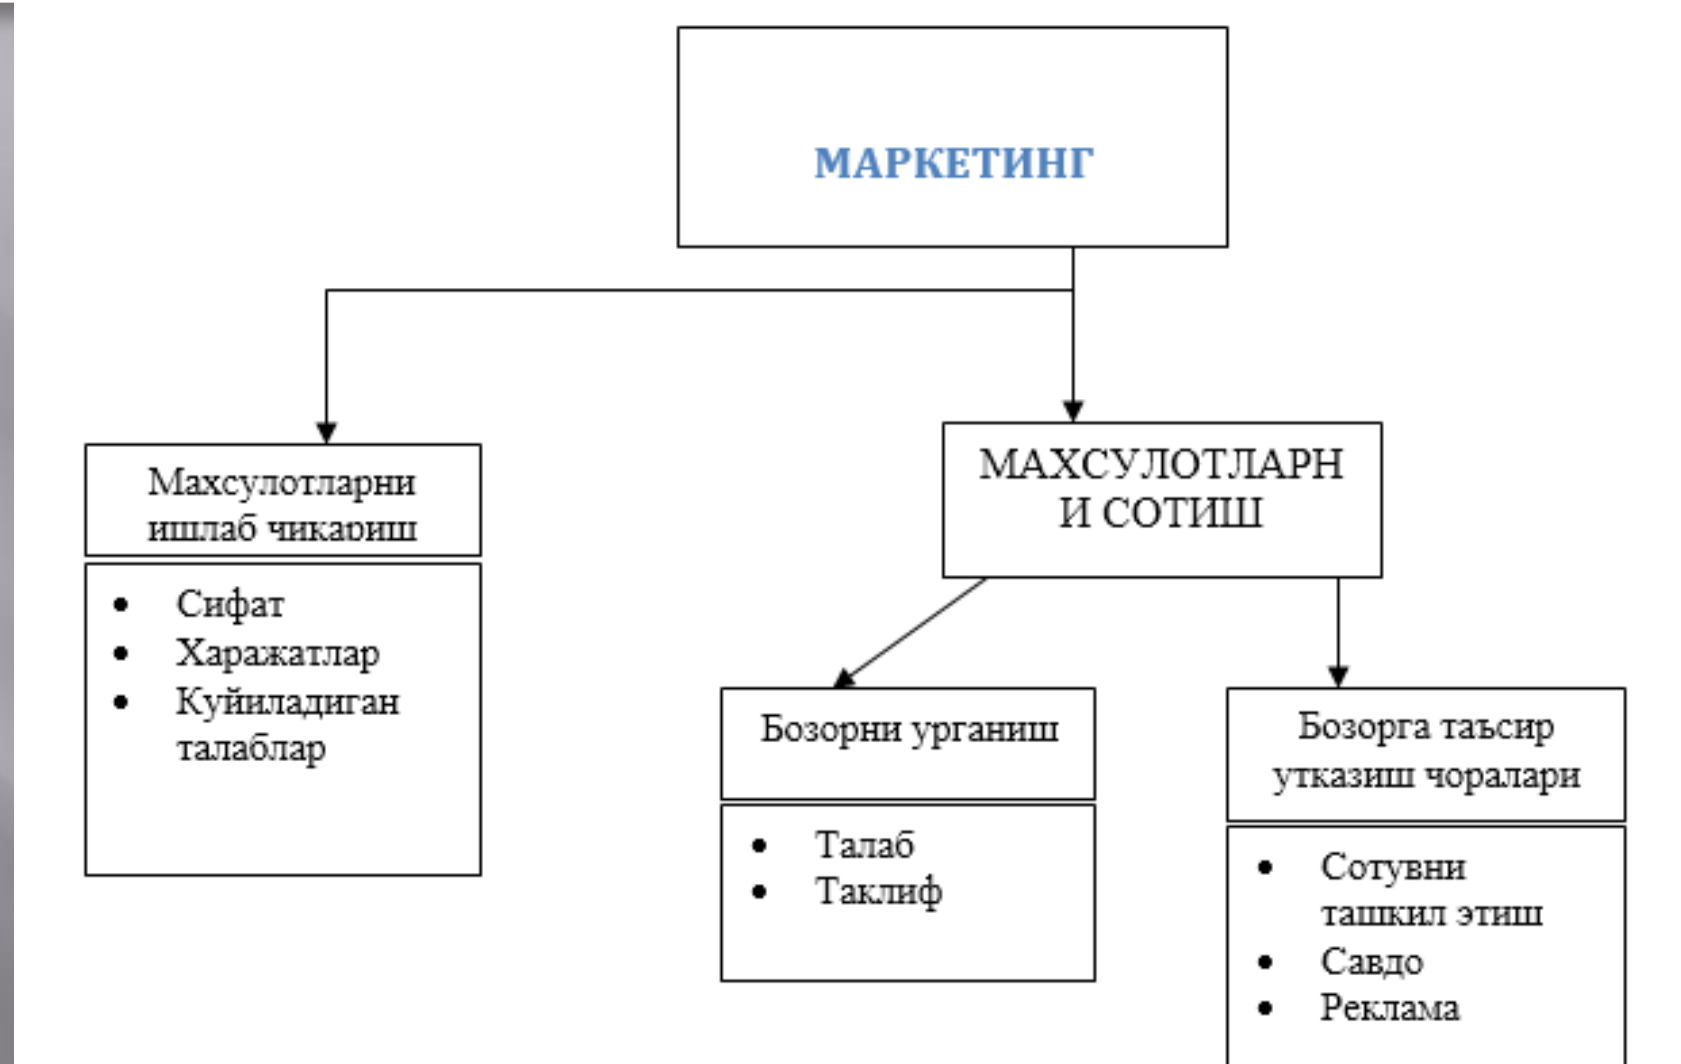 МАРКЕТИНГ
Махсулотларни
ишлаб чикариш
• Сифат
• Харажатлар
• Куйиладиган
талаблар
МАХСУЛОТЛАРН
И СОТИШ
Бозорни урганиш
• Талаб
• Таклиф
Бозорга таъсир
утказиш чоралари
• Сотувни
ташкил этиш
• Савдо
• Реклама